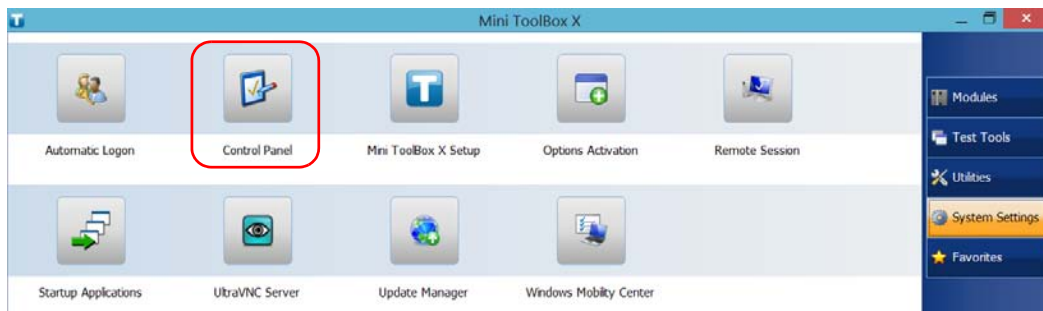 Mini ToolBox X
Automatic Logon
Control Panel
Mini ToolBox X Setup
Options Activation
Remote Session
Startup Applications
UltraVNC Server
Update Manager
Windows Mobility Center
Modules
Test Tools
Utilities
System Settings
Favorites